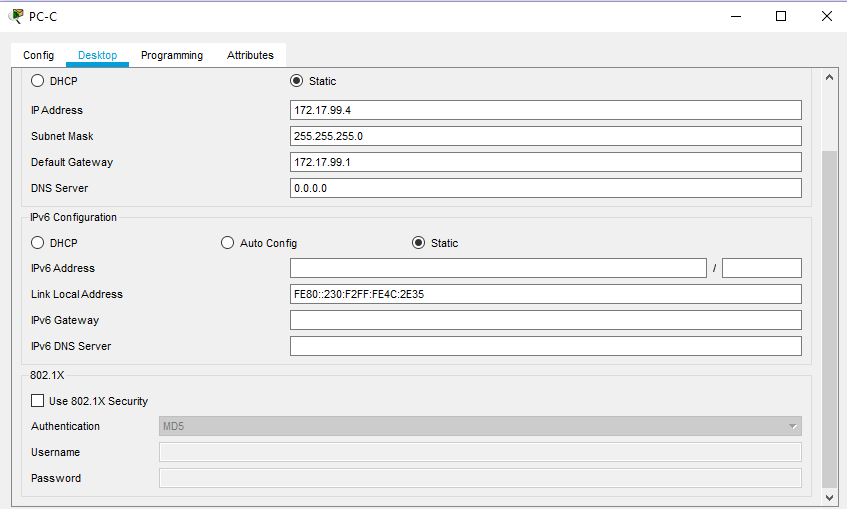 PC-C
Config Desktop Programming Attributes
DHCP Static
IP Address 172.17.99.4
Subnet Mask 255.255.255.0
Default Gateway 172.17.99.1
DNS Server 0.0.0.0
IPv6 Configuration
DHCP Auto Config Static
IPv6 Address /
Link Local Address FE80::230:F2FF:FE4C:2E35
IPv6 Gateway
IPv6 DNS Server
802.1X
Use 802.1X Security
Authentication MD5
Username
Password